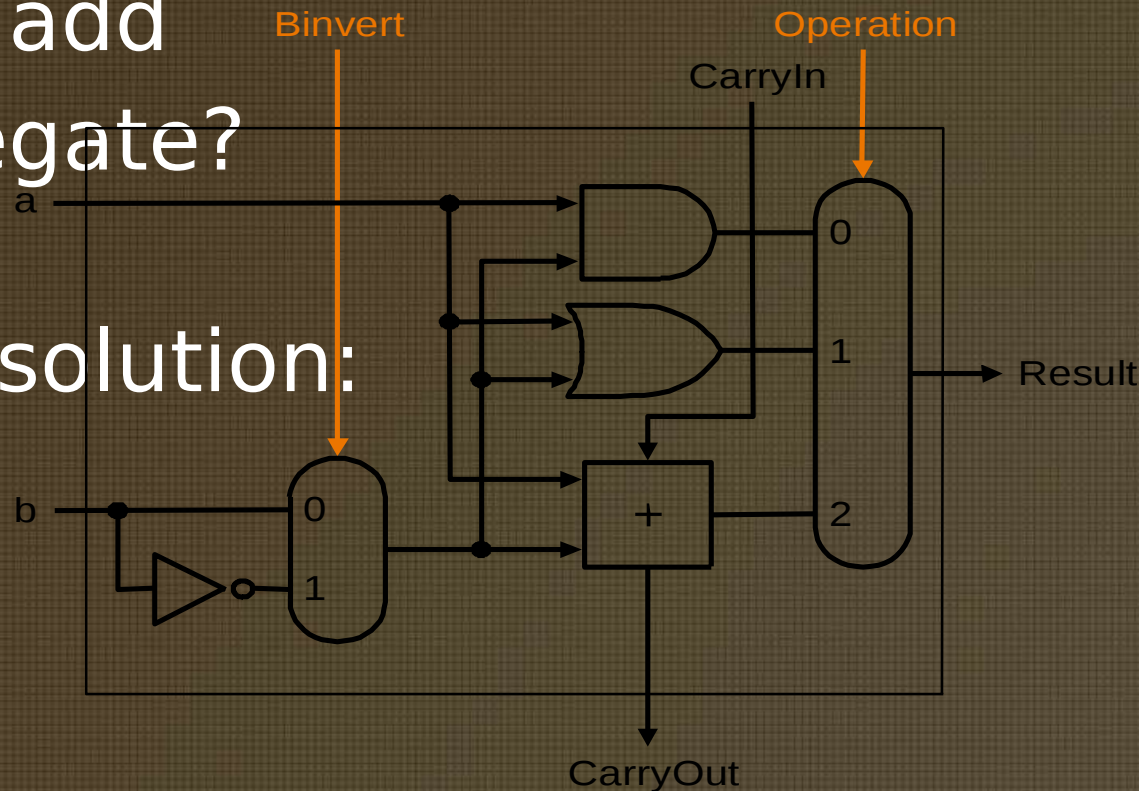 add
Binvert
Operation
CarryIn
egate?
a
0
1
solution:
Result
b
0
+
2
1
CarryOut